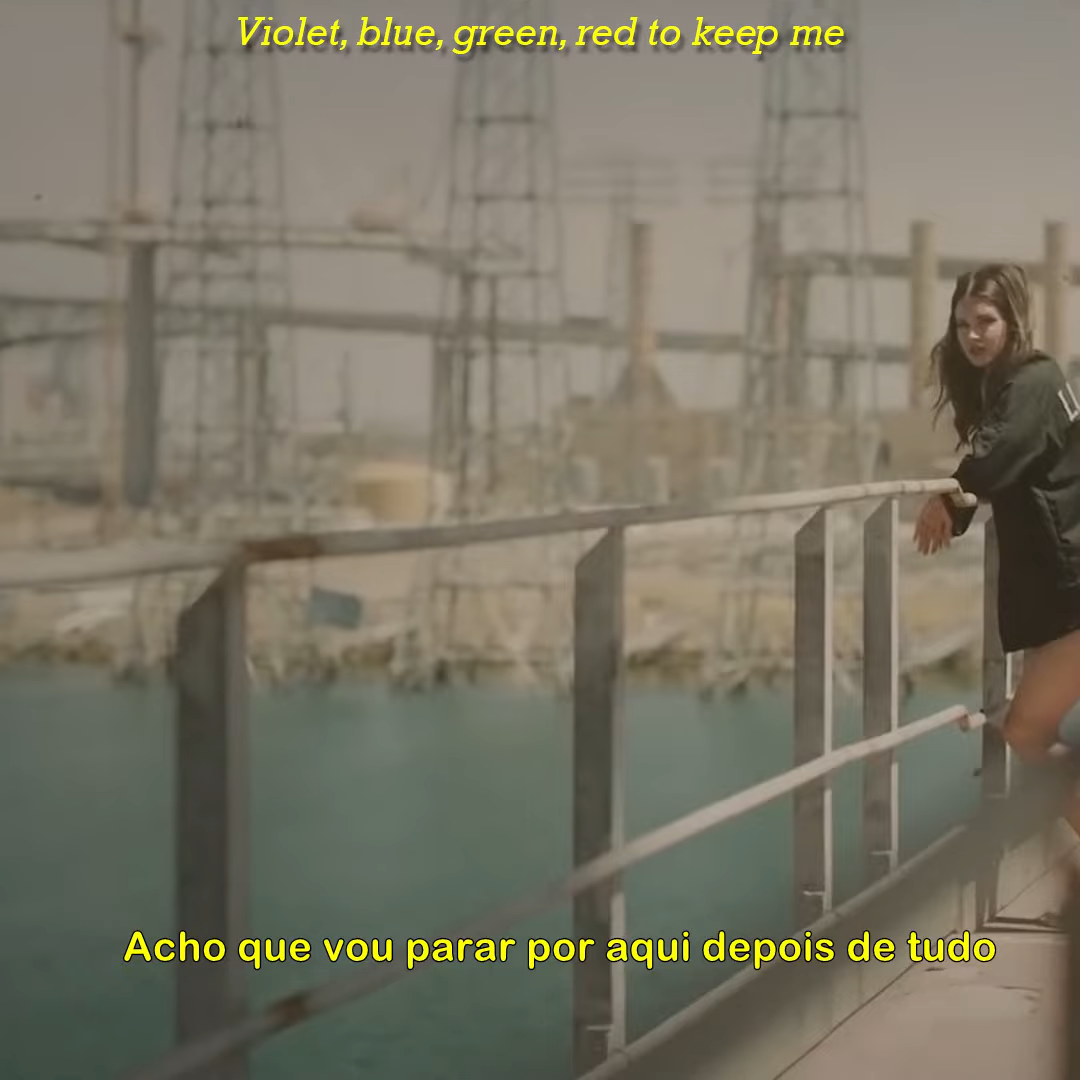 Violet, blue, green, red to keep me
Acho que vou parar por aqui depois de tudo